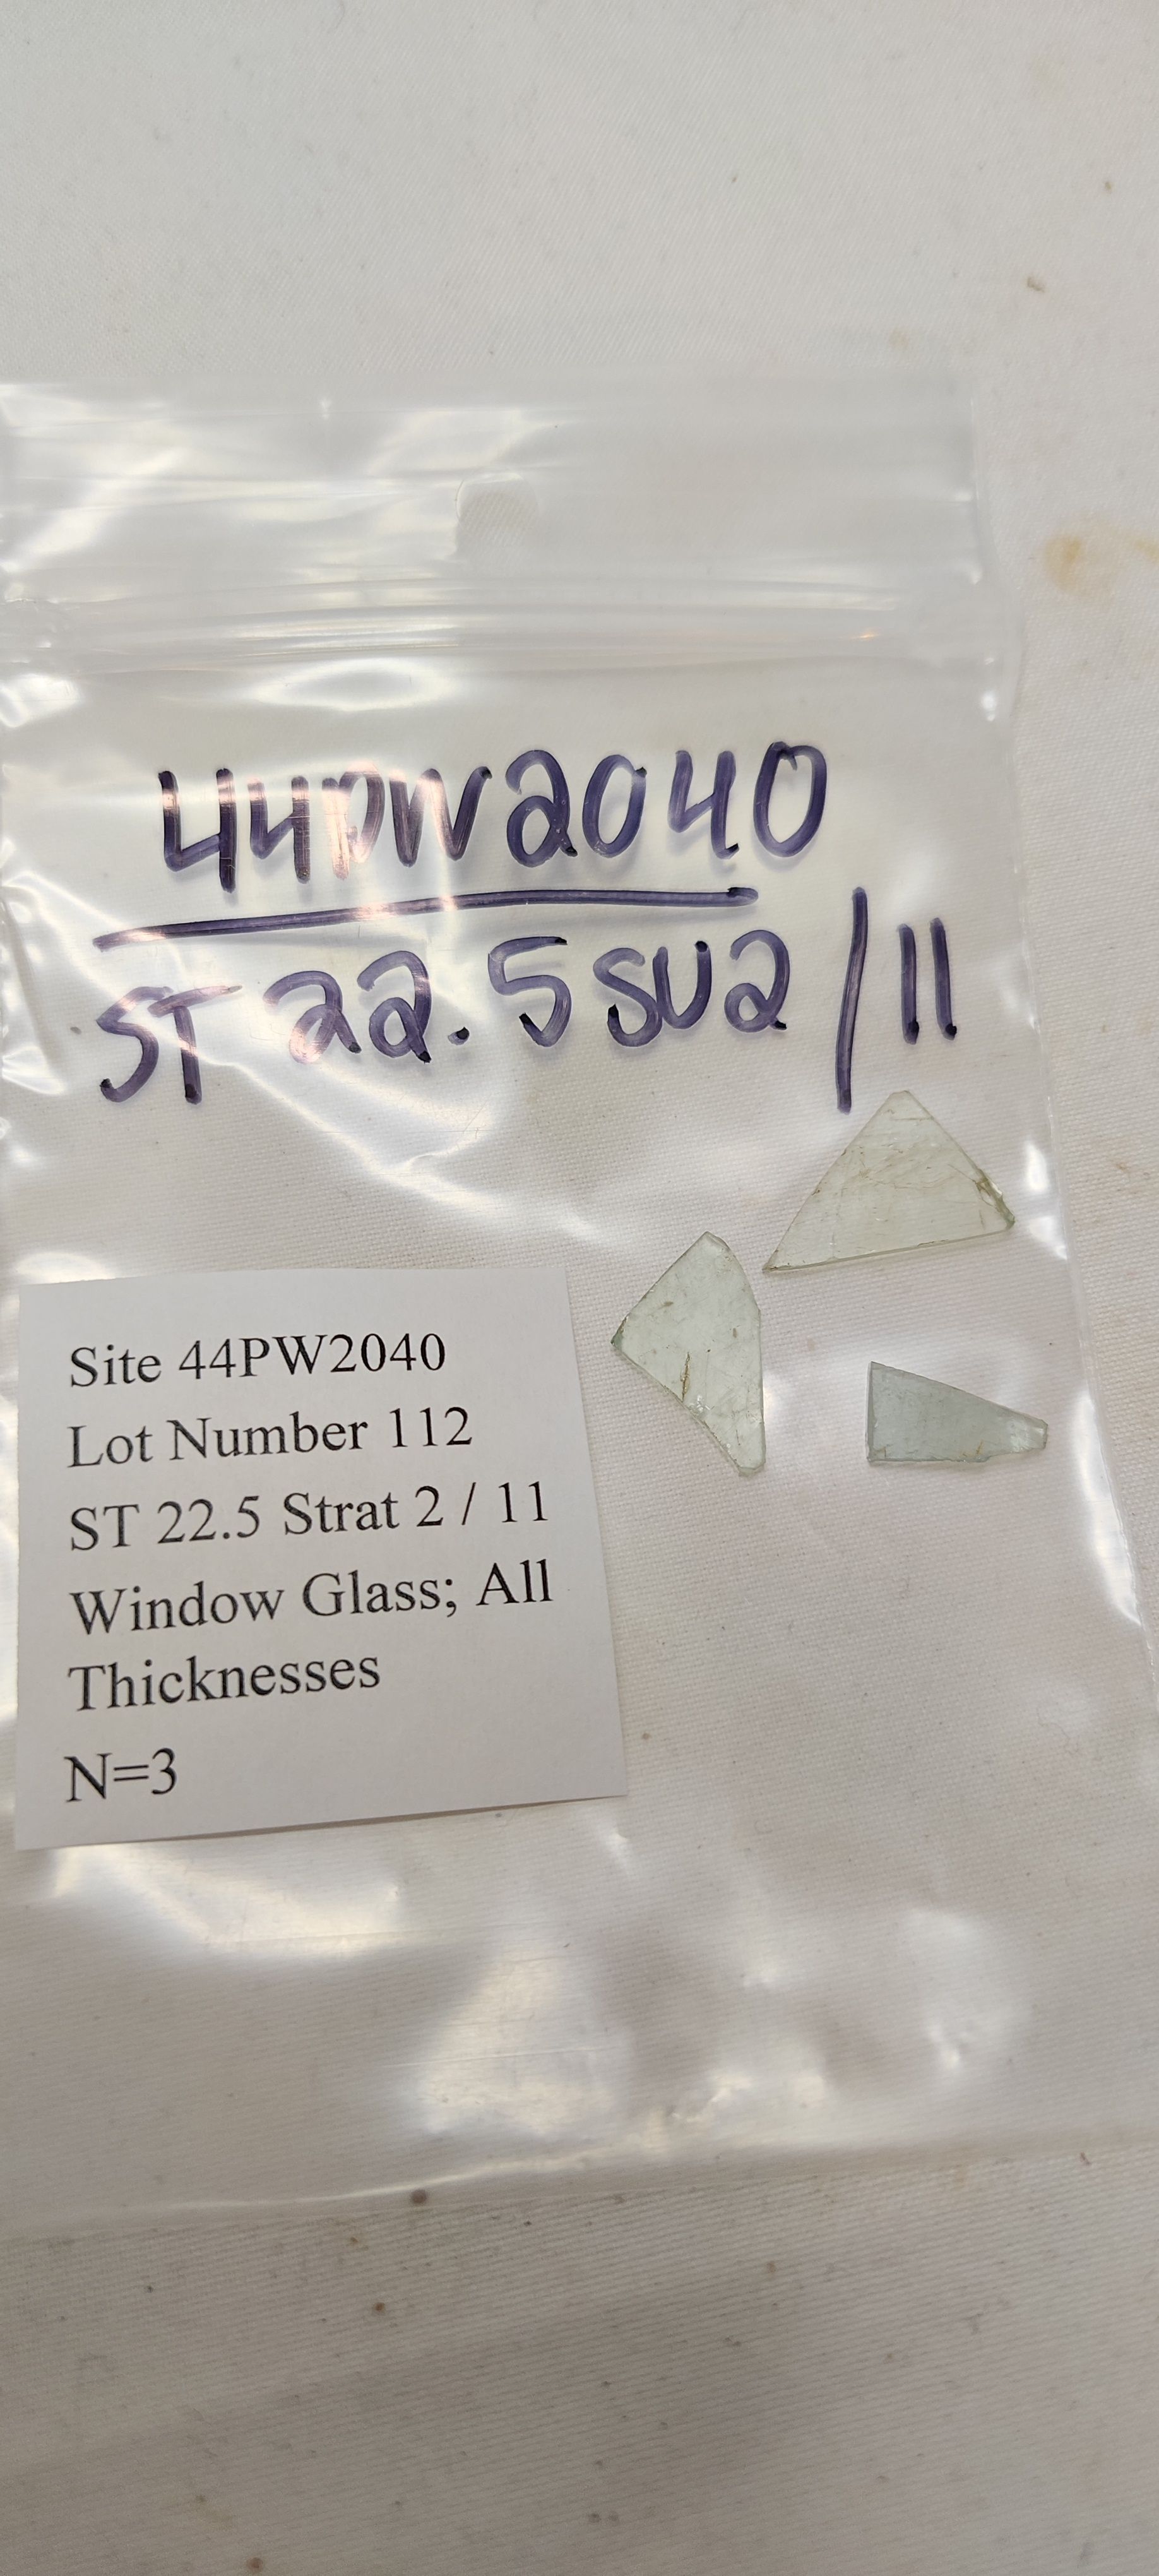 44PW2040
ST 22.5 SU2 / 11
Site 44PW2040
Lot Number 112
ST 22.5 Strat 2 / 11
Window Glass; All
Thicknesses
N=3